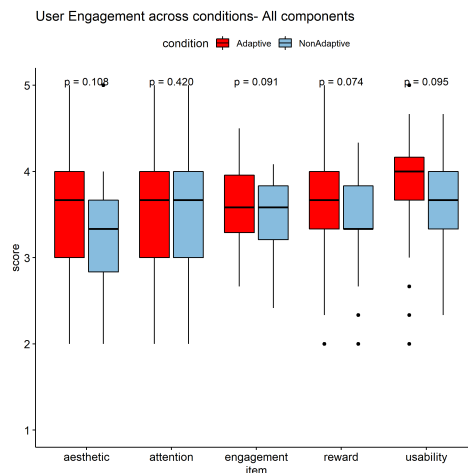 User Engagement across conditions- All components
condition Adaptive NonAdaptive
p = 0.108 p = 0.420 p = 0.091 p = 0.074 p = 0.095
5
4
3
2
1
score
aesthetic attention engagement reward usability
item